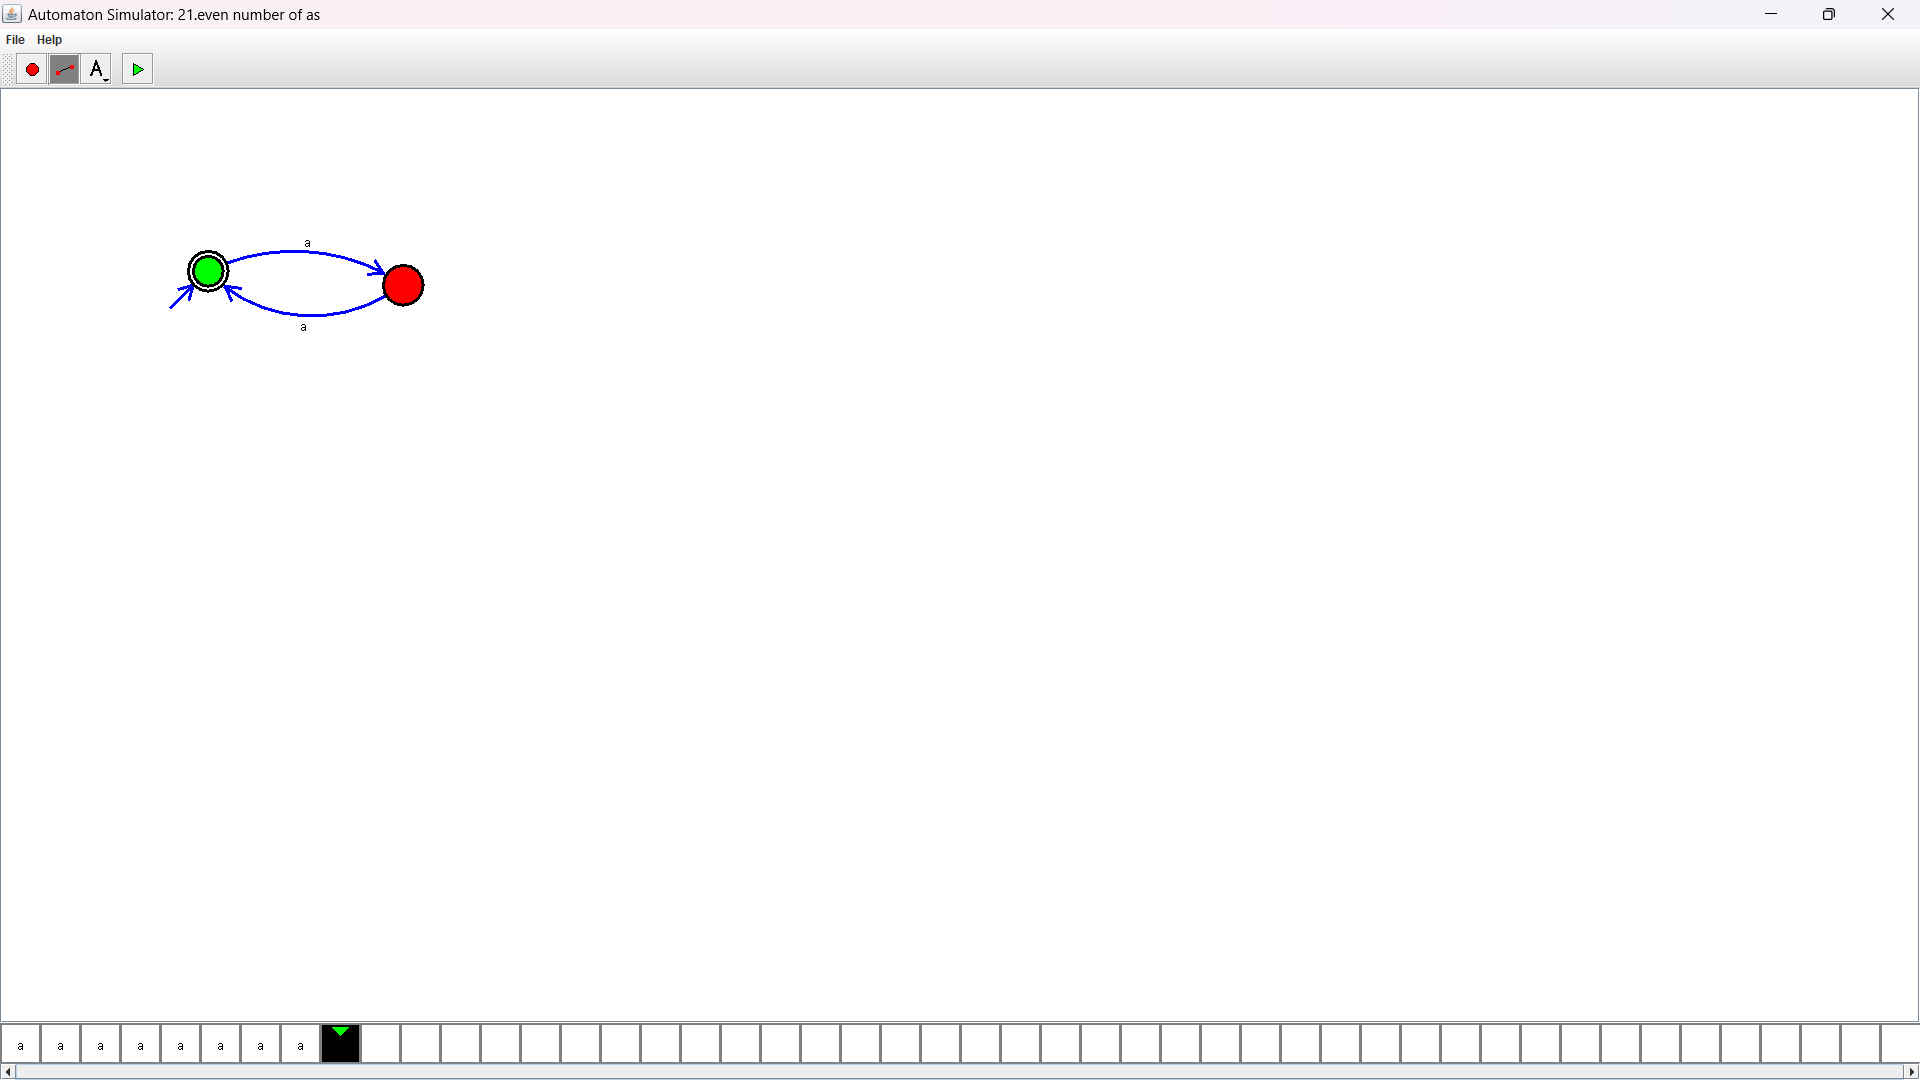 Automaton Simulator: 21.even number of as
File Help
A
a
a
a a a a a a a a